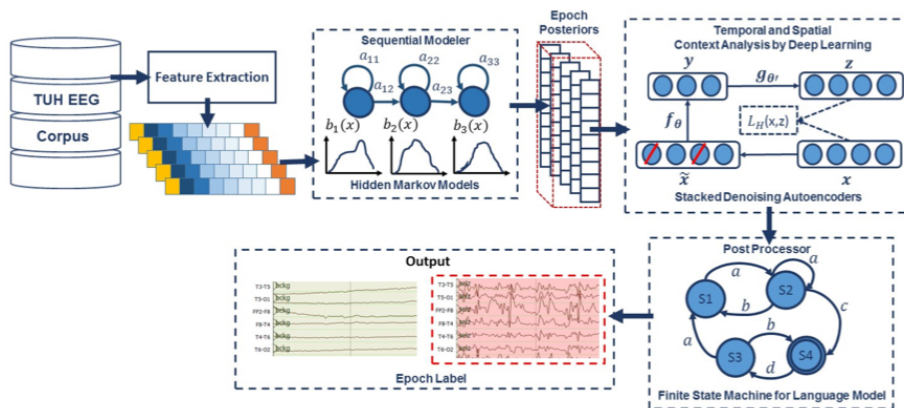 TUH EEG
Corpus
Feature Extraction
Sequential Modeler
a₁₁
a₂₂
a₃₃
a₁₂
a₂₃
b₁(x)
b₂(x)
b₃(x)
Hidden Markov Models
Epoch
Posteriors
Temporal and Spatial
Context Analysis by Deep Learning
y
g_θ′
z
f_θ
L_H(x,z)
x̃
x
Stacked Denoising Autoencoders
Post Processor
S1
a
S2
a
b
c
a
S3
b
S4
d
Finite State Machine for Language Model
Output
T3-T5
bckg
T5-O1
bckg
FP2-F8
bckg
F8-T4
bckg
T4-T6
bckg
T6-O2
bckg
T3-T5
T5-O1
FP2-F8
F8-T4
T4-T6
T6-O2
Epoch Label